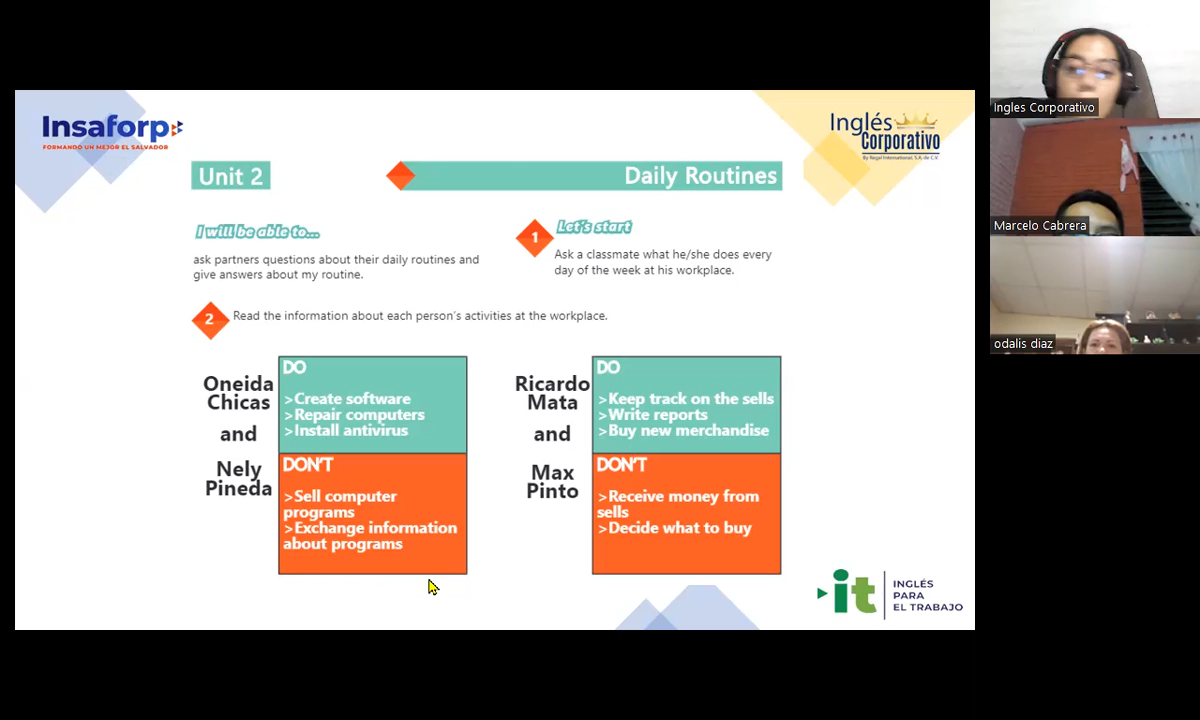 Insaforp
FORMANDO UN MEJOR EL SALVADOR
Inglés
Corporativo
By Regal International, S.A. de C.V.
Unit 2
Daily Routines
I will be able to...
ask partners questions about their daily routines and
give answers about my routine.
1
Let's start
Ask a classmate what he/she does every
day of the week at his workplace.
2
Read the information about each person's activities at the workplace.
Oneida
Chicas
and
Nely
Pineda
DO
>Create software
>Repair computers
>Install antivirus
DON'T
>Sell computer
programs
>Exchange information
about programs
Ricardo
Mata
and
Max
Pinto
DO
>Keep track on the sells
>Write reports
>Buy new merchandise
DON'T
>Receive money from
sells
>Decide what to buy
it
INGLÉS
PARA
EL TRABAJO
Ingles Corporativo
Marcelo Cabrera
odalis diaz